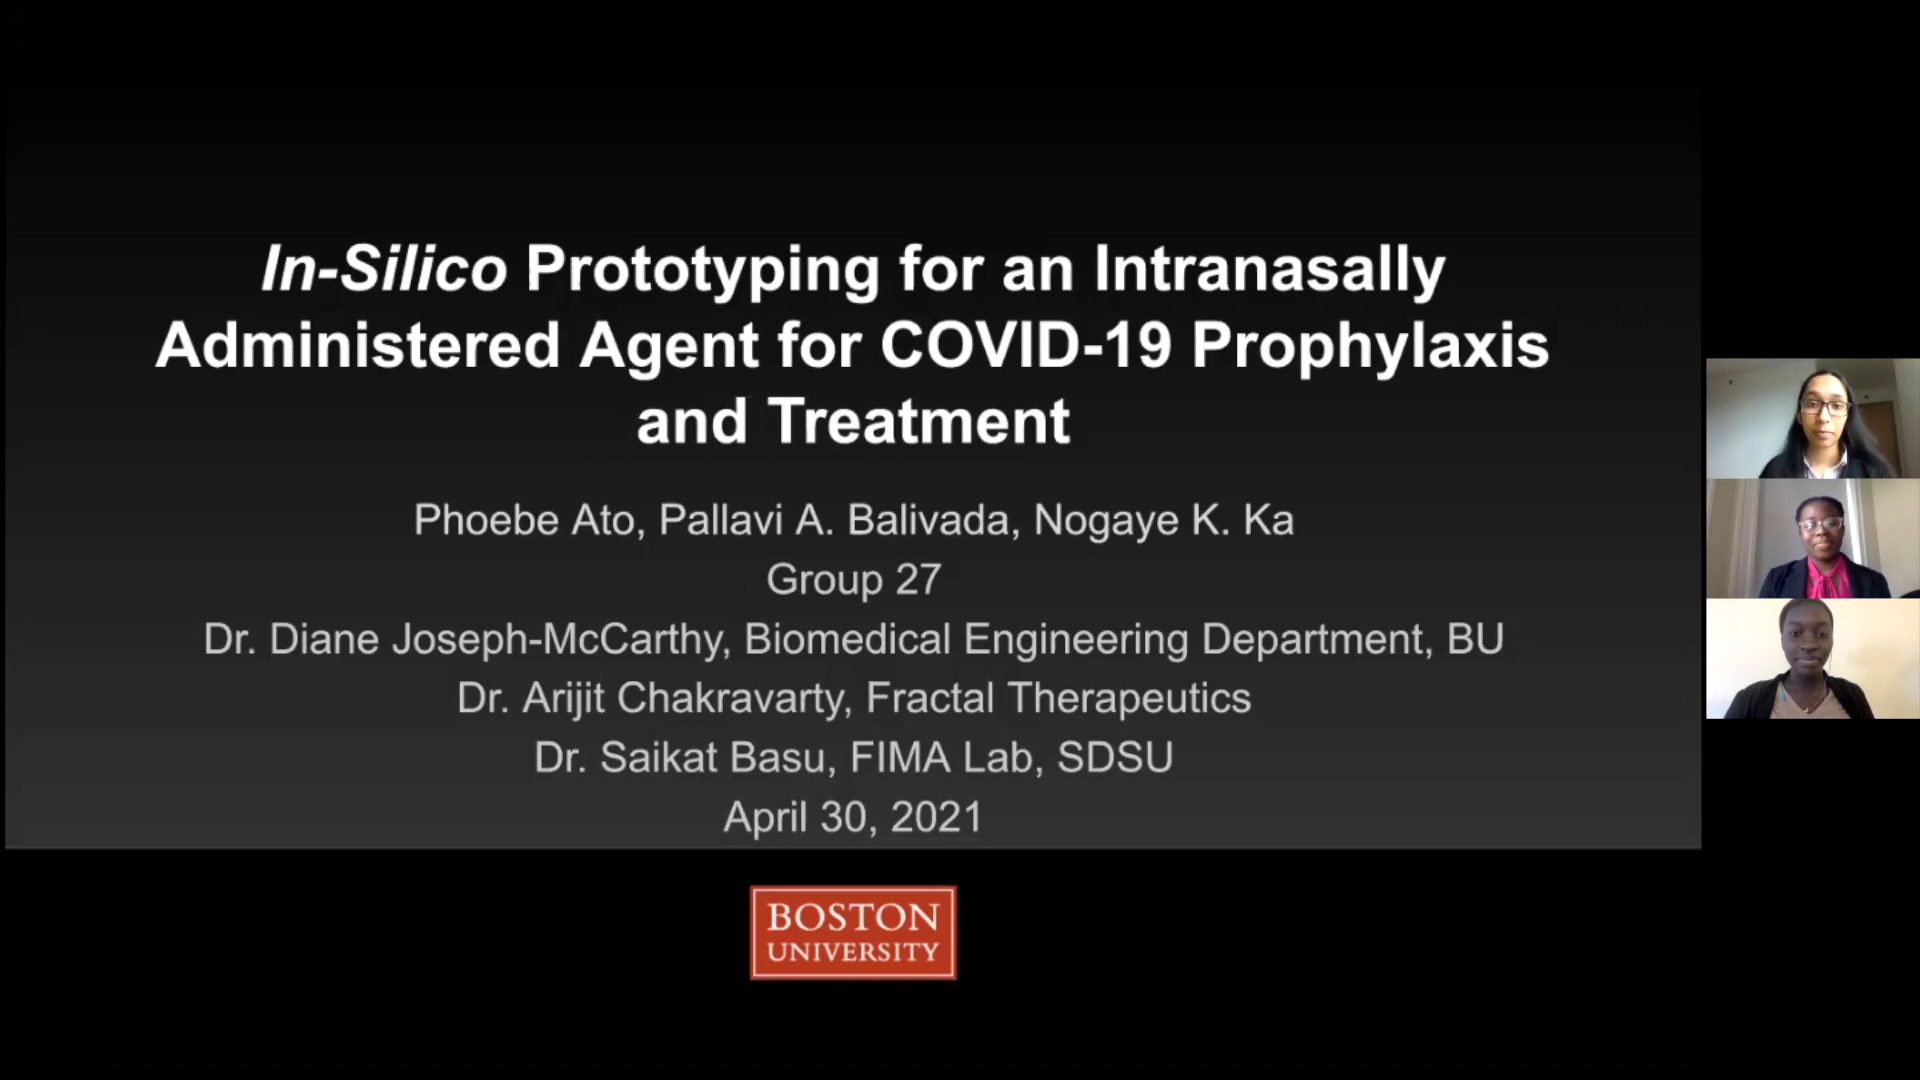 In-Silico Prototyping for an Intranasally
Administered Agent for COVID-19 Prophylaxis
and Treatment
Phoebe Ato, Pallavi A. Balivada, Nogaye K. Ka
Group 27
Dr. Diane Joseph-McCarthy, Biomedical Engineering Department, BU
Dr. Arijit Chakravarty, Fractal Therapeutics
Dr. Saikat Basu, FIMA Lab, SDSU
April 30, 2021
BOSTON
UNIVERSITY